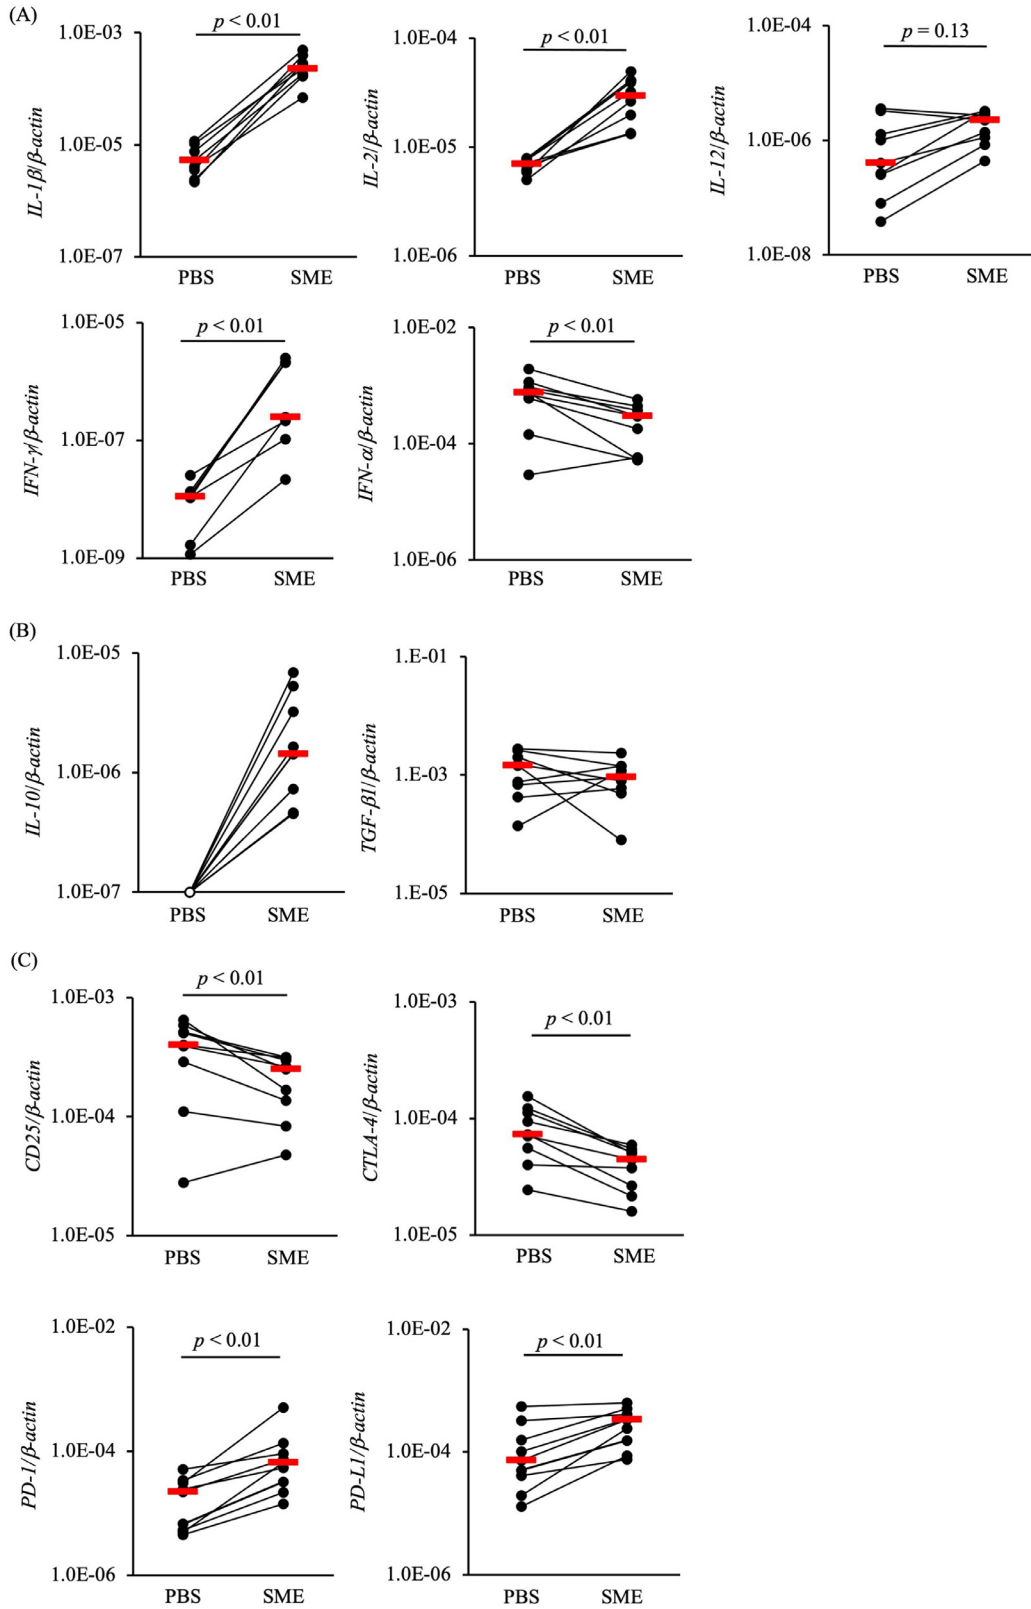 (A)
p < 0.01
1.0E-03
1.0E-05
1.0E-07
IL-1β/β-actin
PBS SME
p < 0.01
1.0E-04
1.0E-05
1.0E-06
IL-2/β-actin
PBS SME
p = 0.13
1.0E-04
1.0E-06
1.0E-08
IL-12/β-actin
PBS SME
p < 0.01
1.0E-05
1.0E-07
1.0E-09
IFN-γ/β-actin
PBS SME
p < 0.01
1.0E-02
1.0E-04
1.0E-06
IFN-α/β-actin
PBS SME
(B)
1.0E-05
1.0E-06
1.0E-07
IL-10/β-actin
PBS SME
1.E-01
1.E-03
1.E-05
TGF-β1/β-actin
PBS SME
(C)
p < 0.01
1.0E-03
1.0E-04
1.0E-05
CD25/β-actin
PBS SME
p < 0.01
1.0E-03
1.0E-04
1.0E-05
CTLA-4/β-actin
PBS SME
p < 0.01
1.0E-02
1.0E-04
1.0E-06
PD-1/β-actin
PBS SME
p < 0.01
1.0E-02
1.0E-04
1.0E-06
PD-L1/β-actin
PBS SME